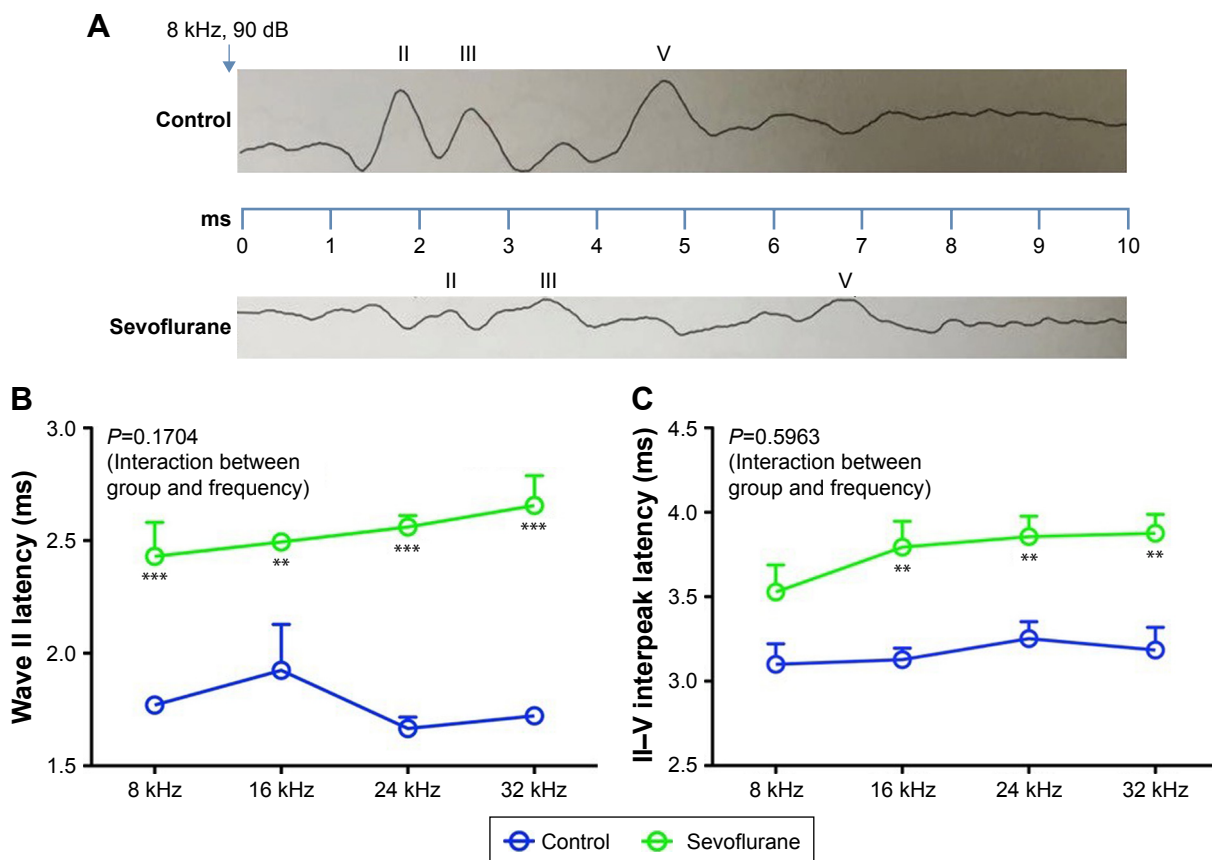 A
8 kHz, 90 dB
II III V
Control
ms
0 1 2 3 4 5 6 7 8 9 10
II III V
Sevoflurane
B
P=0.1704
(Interaction between
group and frequency)
Wave II latency (ms)
3.0
2.5
2.0
1.5
*** ** *** ***
8 kHz 16 kHz 24 kHz 32 kHz
C
P=0.5963
(Interaction between
group and frequency)
II–V interpeak latency (ms)
4.5
4.0
3.5
3.0
2.5
** ** **
8 kHz 16 kHz 24 kHz 32 kHz
Control Sevoflurane